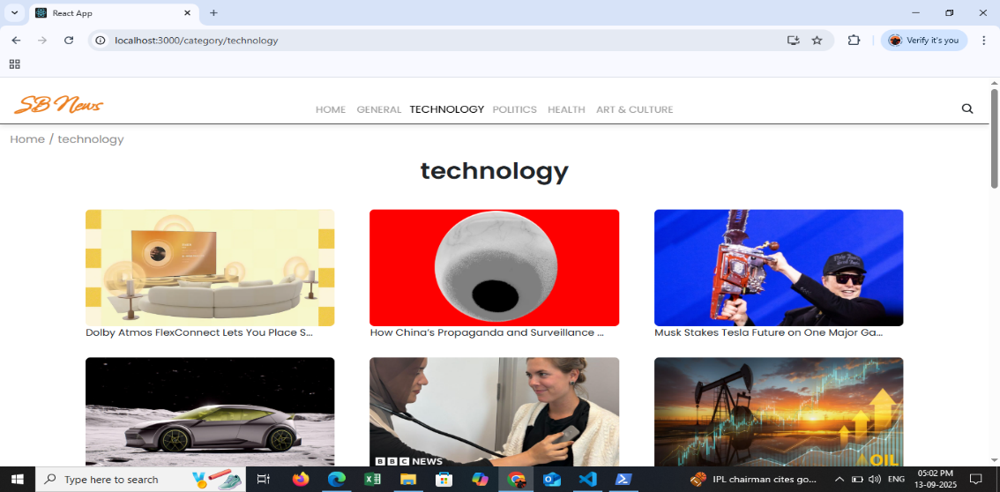 React App
localhost:3000/category/technology
Verify it's you
SB News
HOME GENERAL TECHNOLOGY POLITICS HEALTH ART & CULTURE
Home / technology
technology
Dolby Atmos FlexConnect Lets You Place S...
How China's Propaganda and Surveillance ...
Musk Stakes Tesla Future on One Major Ga...
BBC NEWS
OIL
Type here to search
IPL chairman cites go...
ENG
05:02 PM
13-09-2025